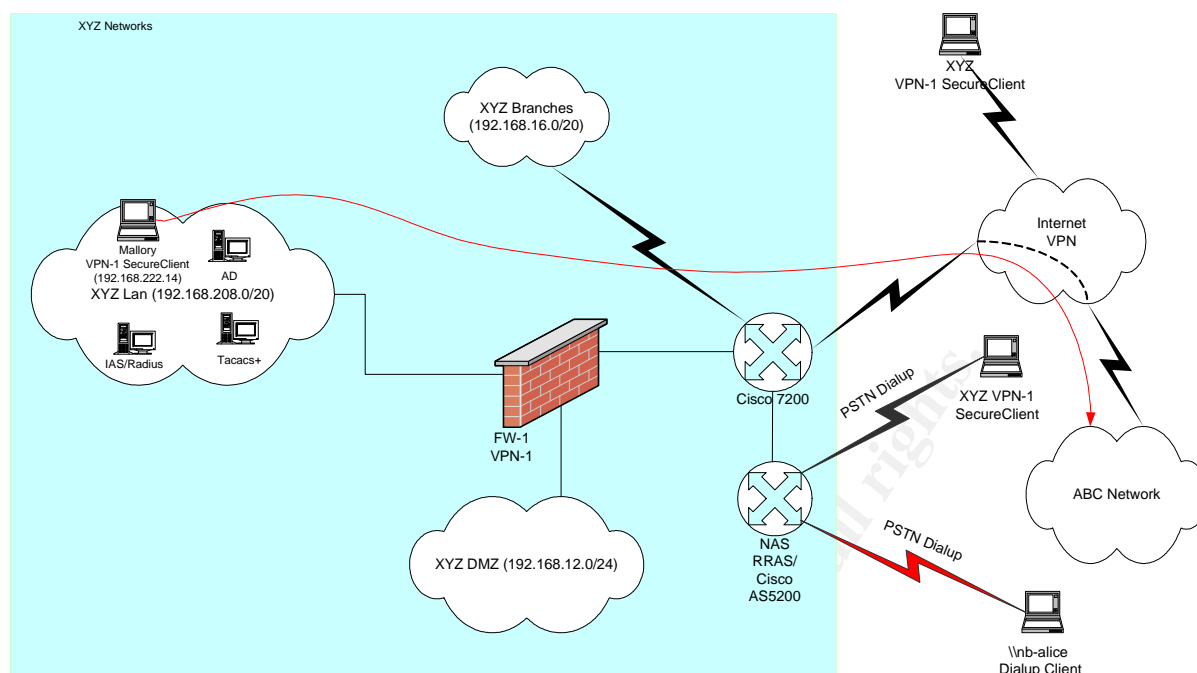 XYZ Networks
XYZ
VPN-1 SecureClient
XYZ Branches
(192.168.16.0/20)
Internet
VPN
Mallory
VPN-1 SecureClient
(192.168.222.14)
AD
XYZ Lan (192.168.208.0/20)
IAS/Radius
Tacacs+
Cisco 7200
PSTN Dialup
XYZ VPN-1
SecureClient
FW-1
VPN-1
ABC Network
PSTN Dialup
NAS
RRAS/
Cisco
AS5200
XYZ DMZ (192.168.12.0/24)
\\nb-alice
Dialup Client
rights.